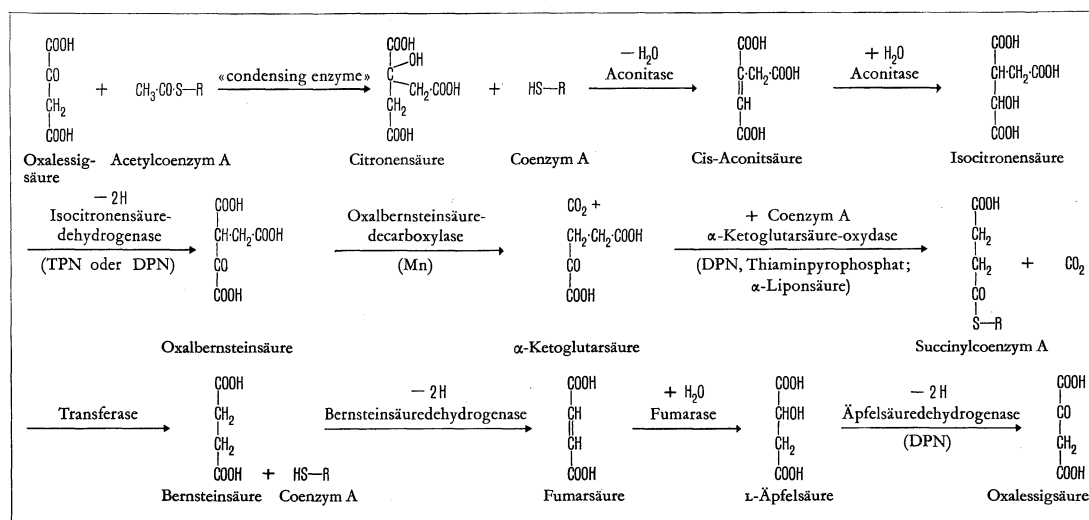 COOH COOH COOH COOH
CO + CH₃·CO·S—R «condensing enzyme» C OH CH₂·COOH + HS—R — H₂O Aconitase C·CH₂·COOH + H₂O Aconitase CH·CH₂·COOH
CH₂ CH₂ CH CHOH
COOH COOH COOH COOH
Oxalessig- Acetylcoenzym A Citronensäure Coenzym A Cis-Aconitsäure Isocitronensäure
säure
— 2H
Isocitronensäure-
dehydrogenase
(TPN oder DPN)
COOH
CH·CH₂·COOH
CO
COOH
Oxalbernsteinsäure
Oxalbernsteinsäure-
decarboxylase
(Mn)
CO₂ +
CH₂·CH₂·COOH
CO
COOH
α-Ketoglutarsäure
+ Coenzym A
α-Ketoglutarsäure-oxydase
(DPN, Thiaminpyrophosphat;
α-Liponsäure)
COOH
CH₂
CH₂ + CO₂
CO
S—R
Succinylcoenzym A
Transferase
COOH
CH₂
CH₂
COOH + HS—R
Bernsteinsäure Coenzym A
— 2H
Bernsteinsäuredehydrogenase
COOH
CH
CH
COOH
Fumarsäure
+ H₂O
Fumarase
COOH
CHOH
CH₂
COOH
L-Äpfelsäure
— 2H
Äpfelsäuredehydrogenase
(DPN)
COOH
CO
CH₂
COOH
Oxalessigsäure